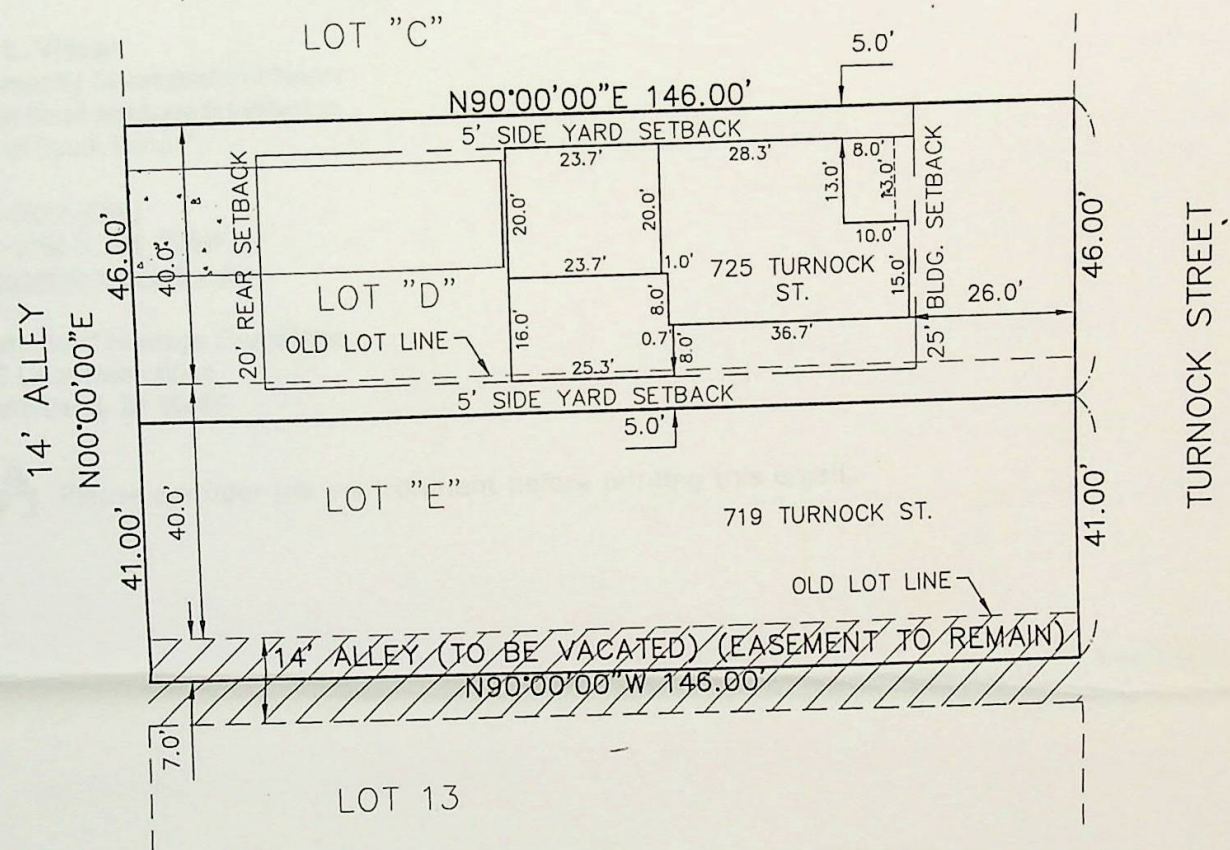 LOT "C"
5.0'
N90°00'00"E 146.00'
5' SIDE YARD SETBACK
23.7'
28.3'
8.0'
13.0'
13.0'
20.0'
20.0'
10.0'
46.00'
40.0'
20' REAR SETBACK
BLDG. SETBACK
25'
46.00'
23.7'
1.0'
725 TURNOCK
ST.
15.0'
26.0'
LOT "D"
8.0'
16.0'
OLD LOT LINE
0.7'
8.0'
36.7'
25.3'
5' SIDE YARD SETBACK
5.0'
14' ALLEY
N00°00'00"E
TURNOCK STREET
LOT "E"
719 TURNOCK ST.
41.00'
40.0'
41.00'
OLD LOT LINE
14' ALLEY (TO BE VACATED) (EASEMENT TO REMAIN)
N90°00'00"W 146.00'
7.0'
LOT 13
before printing this email.